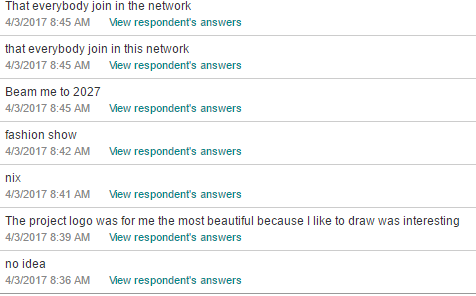 That everybody join in the network
4/3/2017 8:45 AM View respondent's answers
that everybody join in this network
4/3/2017 8:45 AM View respondent's answers
Beam me to 2027
4/3/2017 8:45 AM View respondent's answers
fashion show
4/3/2017 8:42 AM View respondent's answers
nix
4/3/2017 8:41 AM View respondent's answers
The project logo was for me the most beautiful because I like to draw was interesting
4/3/2017 8:39 AM View respondent's answers
no idea
4/3/2017 8:36 AM View respondent's answers